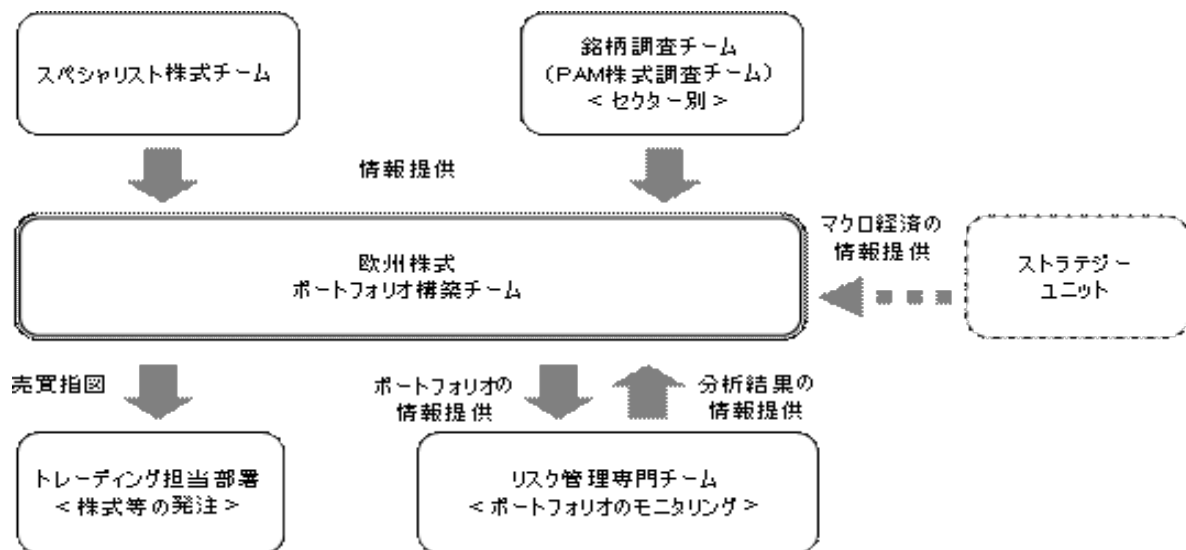 スペシャリスト株式チーム
銘柄調査チーム
(PAM株式調査チーム)
<セクター別>
情報提供
欧州株式
ポートフォリオ構築チーム
マクロ経済の
情報提供
ストラテジー
ユニット
売買指図
ポートフォリオの
情報提供
分析結果の
情報提供
トレーディング担当部署
<株式等の発注>
リスク管理専門チーム
<ポートフォリオのモニタリング>